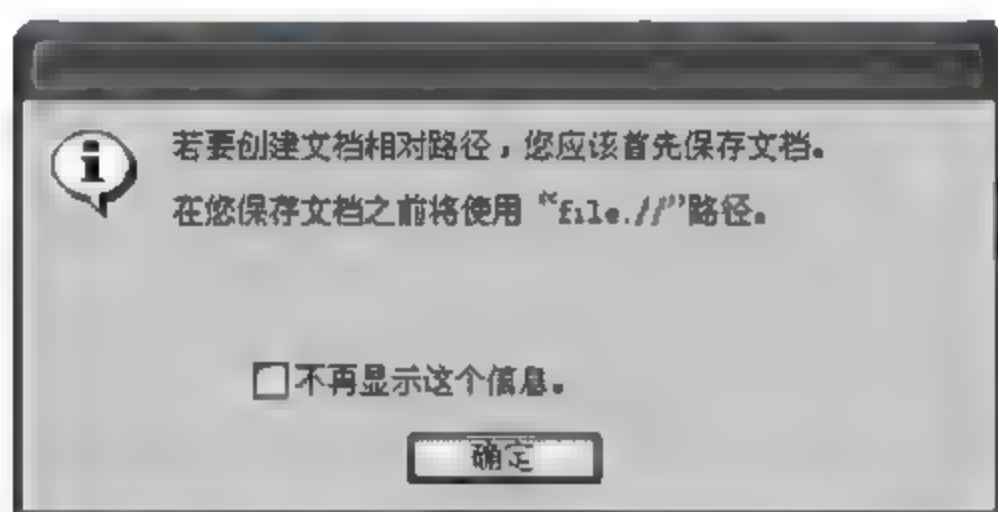 若要创建文档相对路径，您应该首先保存文档。
在您保存文档之前将使用“file.//”路径。
不再显示这个信息。
确定